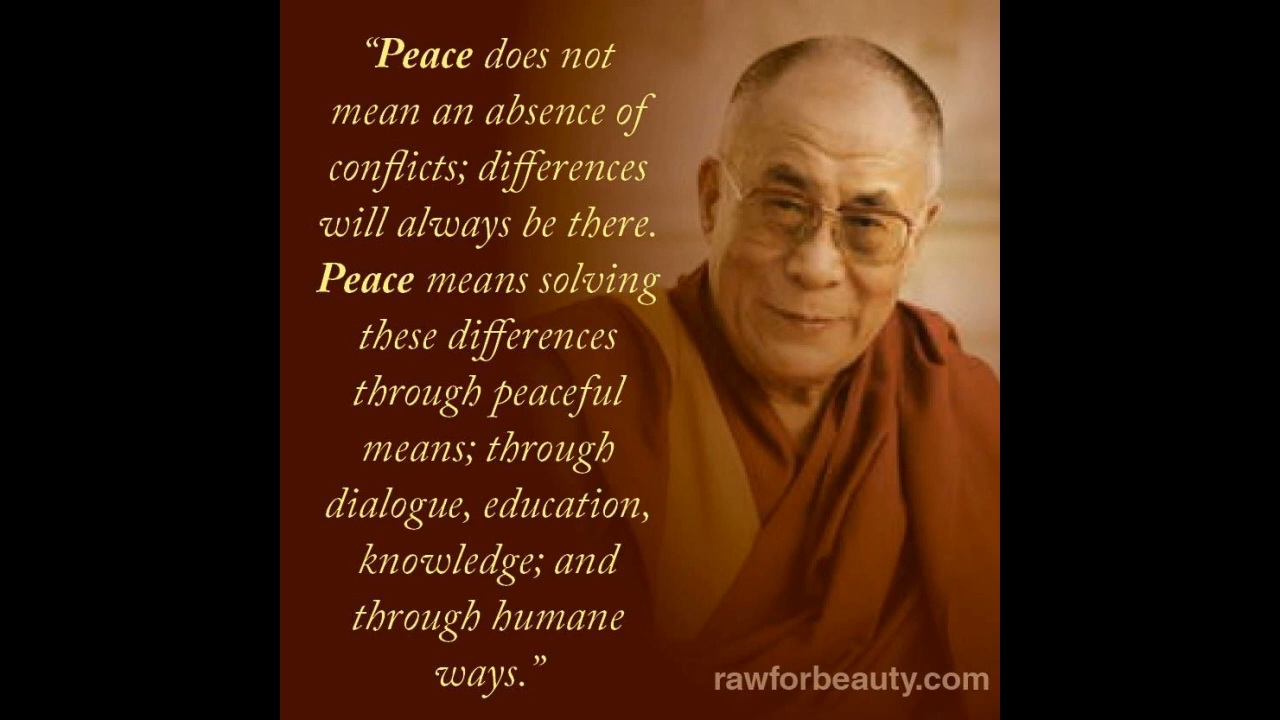 “Peace does not
mean an absence of
conflicts; differences
will always be there.
Peace means solving
these differences
through peaceful
means; through
dialogue, education,
knowledge; and
through humane
ways.”
rawforbeauty.com